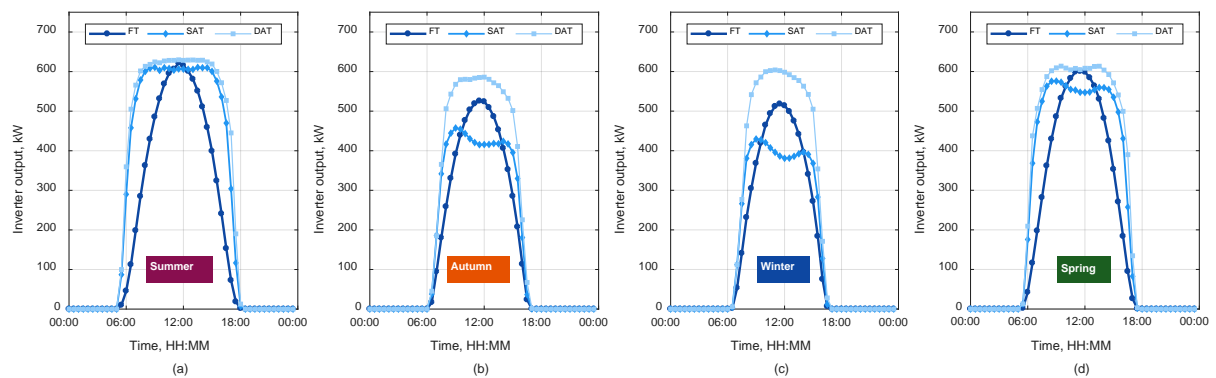 700
600
500
400
300
200
100
0
Inverter output, kW
FT SAT DAT
Summer
00:00 06:00 12:00 18:00 00:00
Time, HH:MM
(a)
700
600
500
400
300
200
100
0
Inverter output, kW
FT SAT DAT
Autumn
00:00 06:00 12:00 18:00 00:00
Time, HH:MM
(b)
700
600
500
400
300
200
100
0
Inverter output, kW
FT SAT DAT
Winter
00:00 06:00 12:00 18:00 00:00
Time, HH:MM
(c)
700
600
500
400
300
200
100
0
Inverter output, kW
FT SAT DAT
Spring
00:00 06:00 12:00 18:00 00:00
Time, HH:MM
(d)